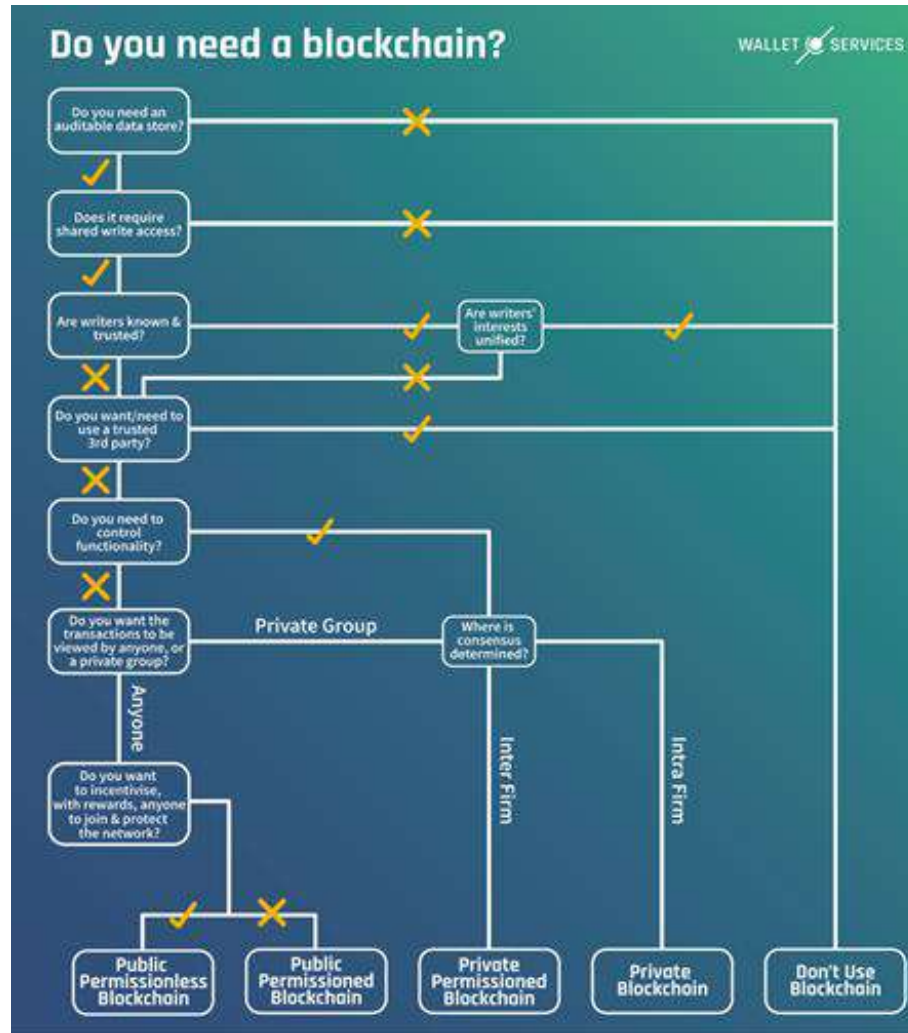 Do you need a blockchain?
WALLET SERVICES
Do you need an
auditable data store?
Does it require
shared write access?
Are writers known &
trusted?
Are writers'
interests
unified?
Do you want/need to
use a trusted
3rd party?
Do you need to
control
functionality?
Do you want the
transactions to be
viewed by anyone, or
a private group?
Private Group
Where is
consensus
determined?
Anyone
Inter Firm
Intra Firm
Do you want
to incentivise,
with rewards, anyone
to join & protect
the network?
Public
Permissionless
Blockchain
Public
Permissioned
Blockchain
Private
Permissioned
Blockchain
Private
Blockchain
Don't Use
Blockchain